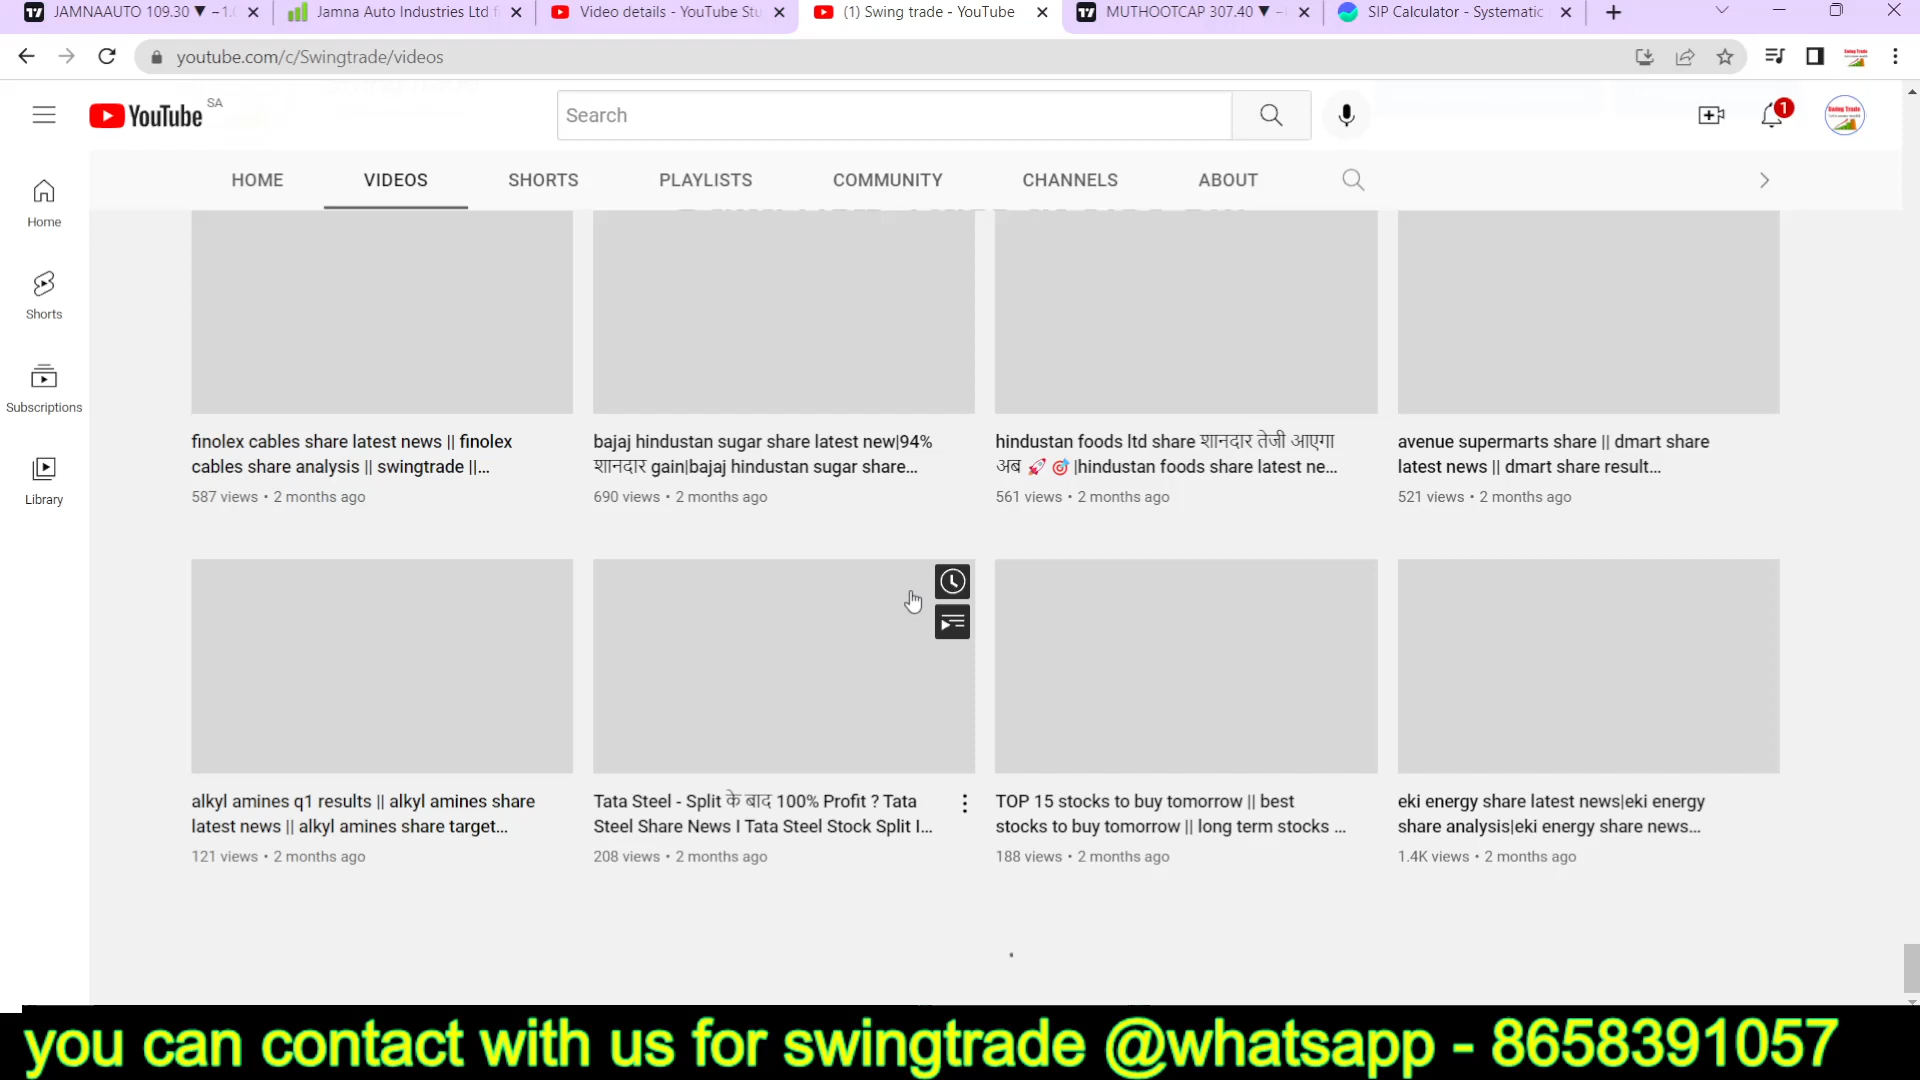 JAMNAAUTO 109.30 ▼ −1.
Jamna Auto Industries Ltd fi
Video details - YouTube Stu
(1) Swing trade - YouTube
MUTHOOTCAP 307.40 ▼ −
SIP Calculator - Systematic
youtube.com/c/Swingtrade/videos
YouTube SA
Search
1
HOME VIDEOS SHORTS PLAYLISTS COMMUNITY CHANNELS ABOUT
Home
Shorts
Subscriptions
Library
finolex cables share latest news || finolex
cables share analysis || swingtrade ||...
587 views • 2 months ago
bajaj hindustan sugar share latest new|94%
शानदार gain|bajaj hindustan sugar share...
690 views • 2 months ago
hindustan foods ltd share शानदार तेजी आएगा
अब 🚀 🎯 |hindustan foods share latest ne...
561 views • 2 months ago
avenue supermarts share || dmart share
latest news || dmart share result...
521 views • 2 months ago
alkyl amines q1 results || alkyl amines share
latest news || alkyl amines share target...
121 views • 2 months ago
Tata Steel - Split के बाद 100% Profit ? Tata
Steel Share News I Tata Steel Stock Split I...
208 views • 2 months ago
TOP 15 stocks to buy tomorrow || best
stocks to buy tomorrow || long term stocks ...
188 views • 2 months ago
eki energy share latest news|eki energy
share analysis|eki energy share news...
1.4K views • 2 months ago
you can contact with us for swingtrade @whatsapp - 8658391057